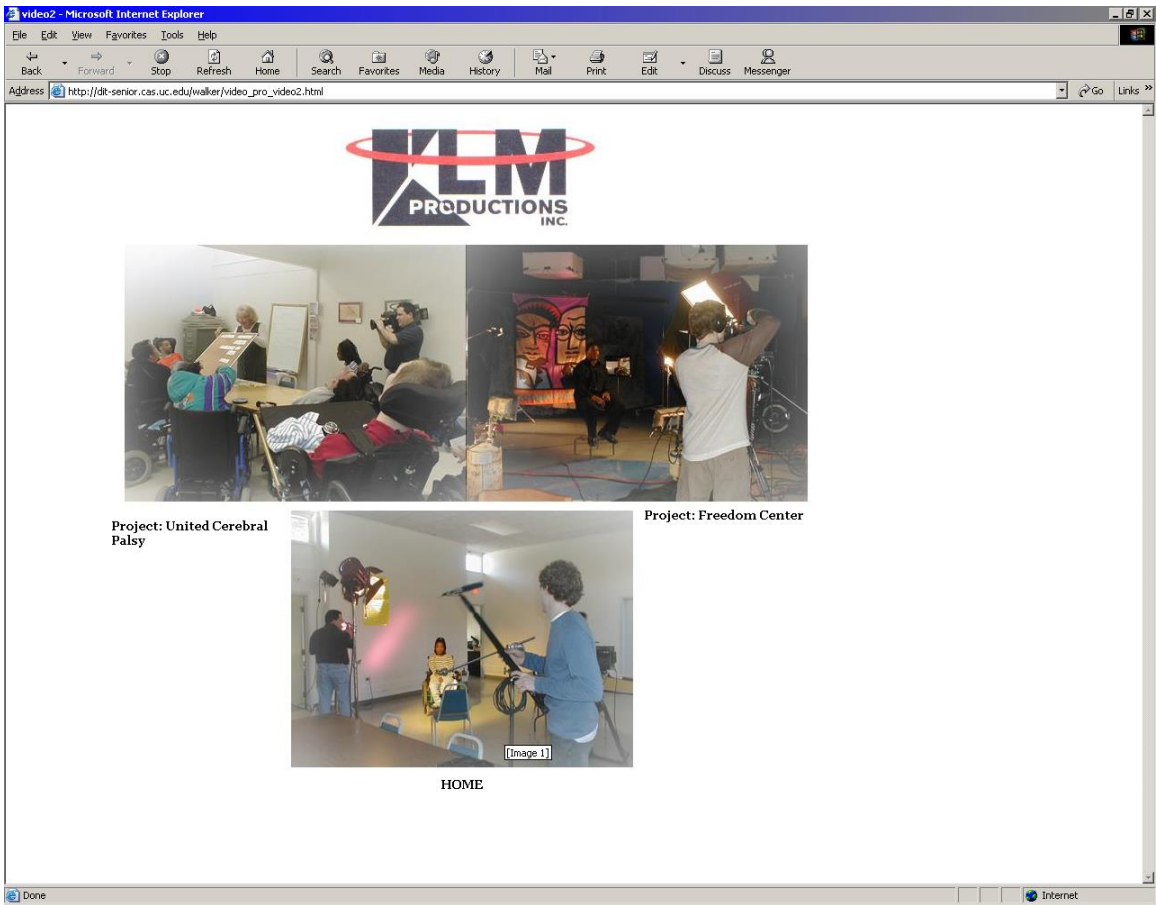 video2 - Microsoft Internet Explorer
File Edit View Favorites Tools Help
Back Forward Stop Refresh Home Search Favorites Media History Mail Print Edit Discuss Messenger
Address http://dit-senior.cas.uc.edu/walker/video_pro_video2.html Go Links »
KLM
PRODUCTIONS
INC.
Project: United Cerebral
Palsy
Project: Freedom Center
[Image 1]
HOME
Done Internet